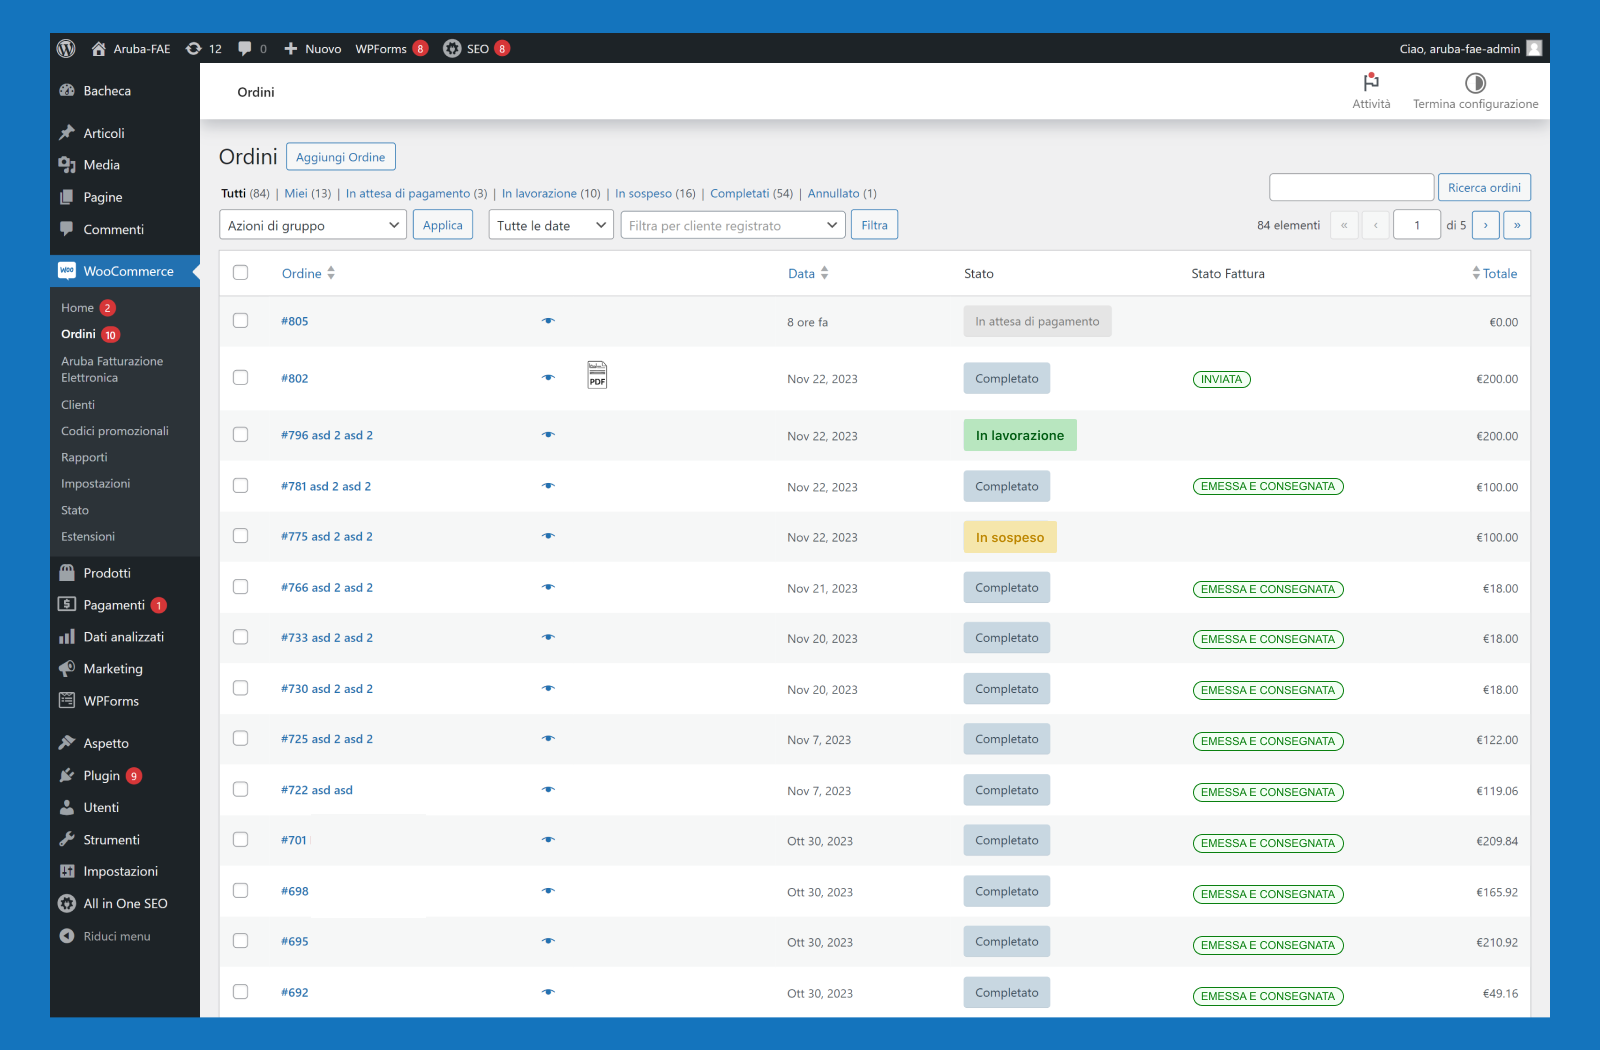 Aruba-FAE 12 0 Nuovo WPForms 8 SEO 8 Ciao, aruba-fae-admin
Bacheca
Articoli
Media
Pagine
Commenti
WooCommerce
Home 2
Ordini 10
Aruba Fatturazione
Elettronica
Clienti
Codici promozionali
Rapporti
Impostazioni
Stato
Estensioni
Prodotti
Pagamenti 1
Dati analizzati
Marketing
WPForms
Aspetto
Plugin 9
Utenti
Strumenti
Impostazioni
All in One SEO
Riduci menu
Ordini
Attività Termina configurazione
Ordini Aggiungi Ordine
Tutti (84) | Miei (13) | In attesa di pagamento (3) | In lavorazione (10) | In sospeso (16) | Completati (54) | Annullato (1)
Ricerca ordini
Azioni di gruppo Applica Tutte le date Filtra per cliente registrato Filtra 84 elementi « ‹ 1 di 5 › »
Ordine Data Stato Stato Fattura Totale
#805 8 ore fa In attesa di pagamento €0.00
#802 PDF Nov 22, 2023 Completato INVIATA €200.00
#796 asd 2 asd 2 Nov 22, 2023 In lavorazione €200.00
#781 asd 2 asd 2 Nov 22, 2023 Completato EMESSA E CONSEGNATA €100.00
#775 asd 2 asd 2 Nov 22, 2023 In sospeso €100.00
#766 asd 2 asd 2 Nov 21, 2023 Completato EMESSA E CONSEGNATA €18.00
#733 asd 2 asd 2 Nov 20, 2023 Completato EMESSA E CONSEGNATA €18.00
#730 asd 2 asd 2 Nov 20, 2023 Completato EMESSA E CONSEGNATA €18.00
#725 asd 2 asd 2 Nov 7, 2023 Completato EMESSA E CONSEGNATA €122.00
#722 asd asd Nov 7, 2023 Completato EMESSA E CONSEGNATA €119.06
#701 Ott 30, 2023 Completato EMESSA E CONSEGNATA €209.84
#698 Ott 30, 2023 Completato EMESSA E CONSEGNATA €165.92
#695 Ott 30, 2023 Completato EMESSA E CONSEGNATA €210.92
#692 Ott 30, 2023 Completato EMESSA E CONSEGNATA €49.16